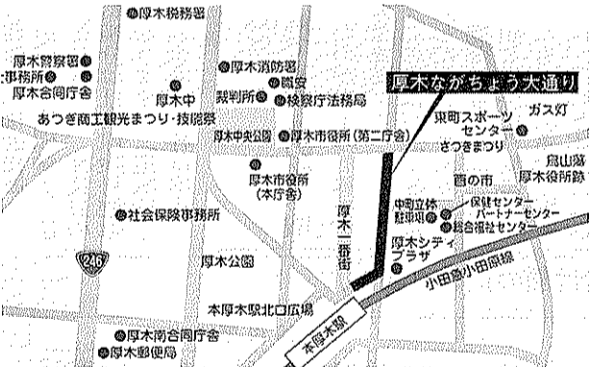 厚木税務署
厚木警察署
事務所
厚木合同庁舎
厚木中
厚木消防署
職安
裁判所
検察庁法務局
厚木なかちょう大通り
あつぎ商工観光まつり・技能祭
厚木中央公園
厚木市役所(第二庁舎)
東町スポーツ
センター
さつきまつり
ガス灯
烏山藩
厚木役所跡
厚木市役所
(本庁舎)
酉の市
中町立体
駐車場
保健センター
パートナーセンター
総合福祉センター
社会保険事務所
厚木一番街
厚木シティ
プラザ
246
厚木公園
小田急小田原線
本厚木駅北口広場
本厚木駅
厚木南合同庁舎
厚木郵便局